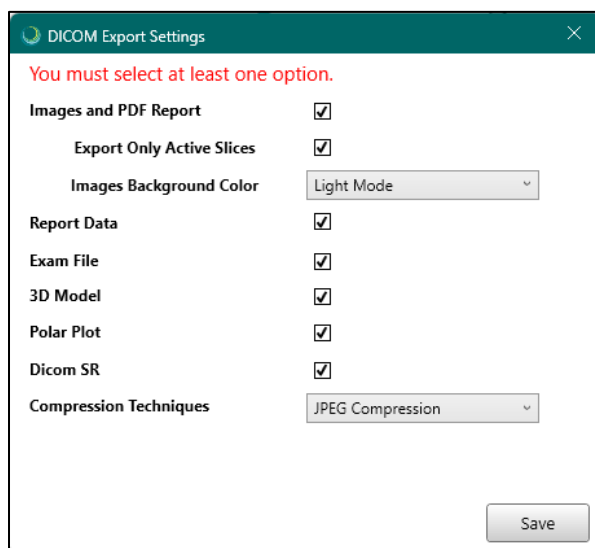 DICOM Export Settings
You must select at least one option.
Images and PDF Report
Export Only Active Slices
Images Background Color Light Mode
Report Data
Exam File
3D Model
Polar Plot
Dicom SR
Compression Techniques JPEG Compression
Save